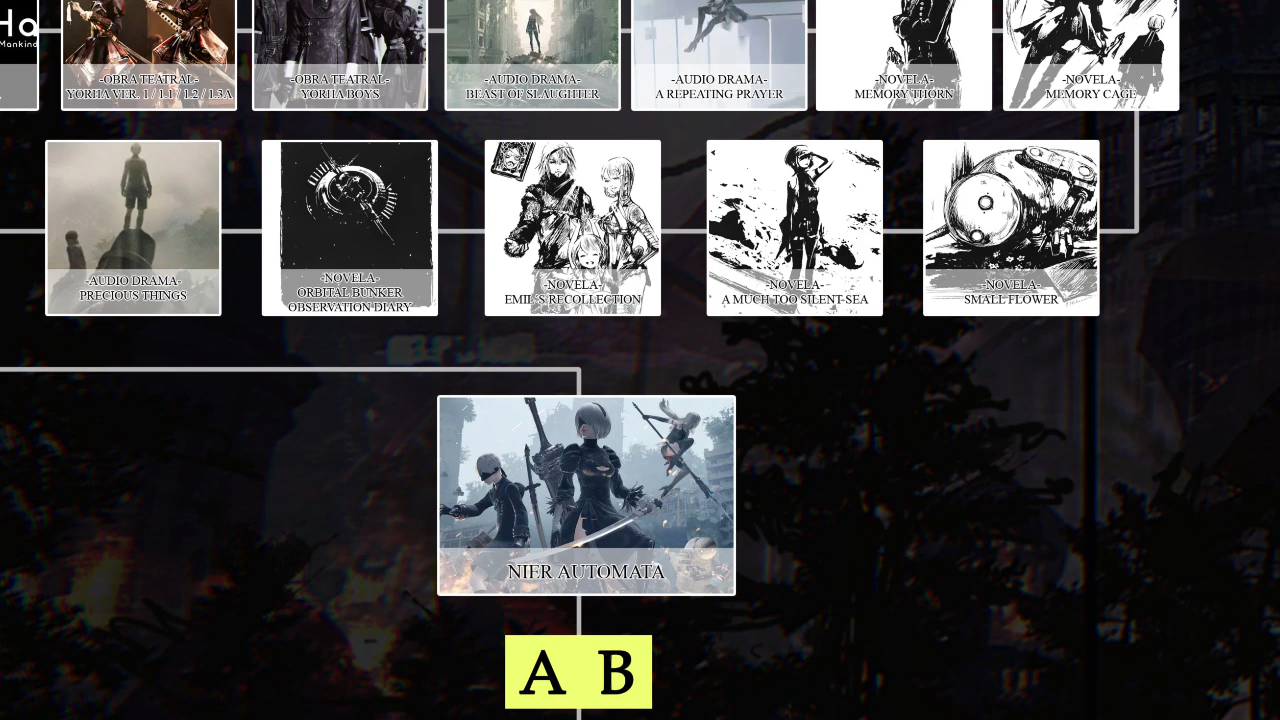 Ha
Mankind
-OBRA TEATRAL-
YORHA VER. 1 / 1.1 / 1.2 / 1.3A
-OBRA TEATRAL-
YORHA BOYS
-AUDIO DRAMA-
BEAST OF SLAUGHTER
-AUDIO DRAMA-
A REPEATING PRAYER
-NOVELA-
MEMORY THORN
-NOVELA-
MEMORY CAGE
-AUDIO DRAMA-
PRECIOUS THINGS
-NOVELA-
ORBITAL BUNKER
OBSERVATION DIARY
-NOVELA-
EMIL'S RECOLLECTION
-NOVELA-
A MUCH TOO SILENT SEA
-NOVELA-
SMALL FLOWER
NIER AUTOMATA
A B